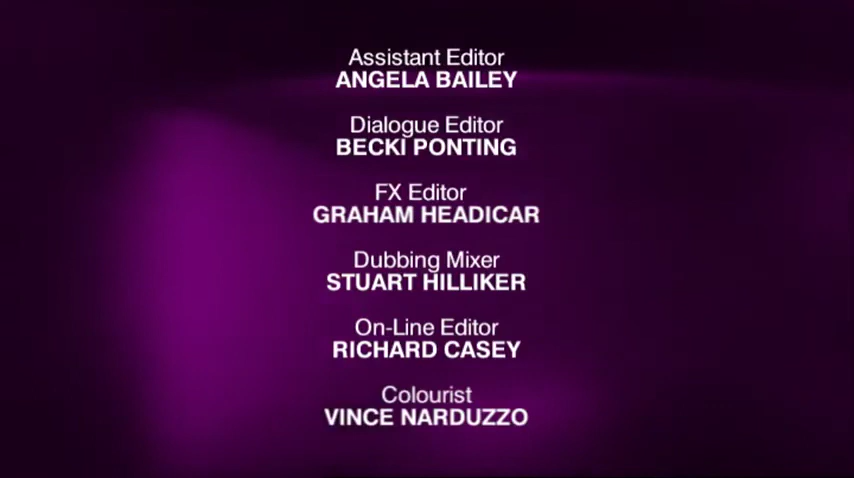 Assistant Editor
ANGELA BAILEY
Dialogue Editor
BECKI PONTING
FX Editor
GRAHAM HEADICAR
Dubbing Mixer
STUART HILLIKER
On-Line Editor
RICHARD CASEY
Colourist
VINCE NARDUZZO